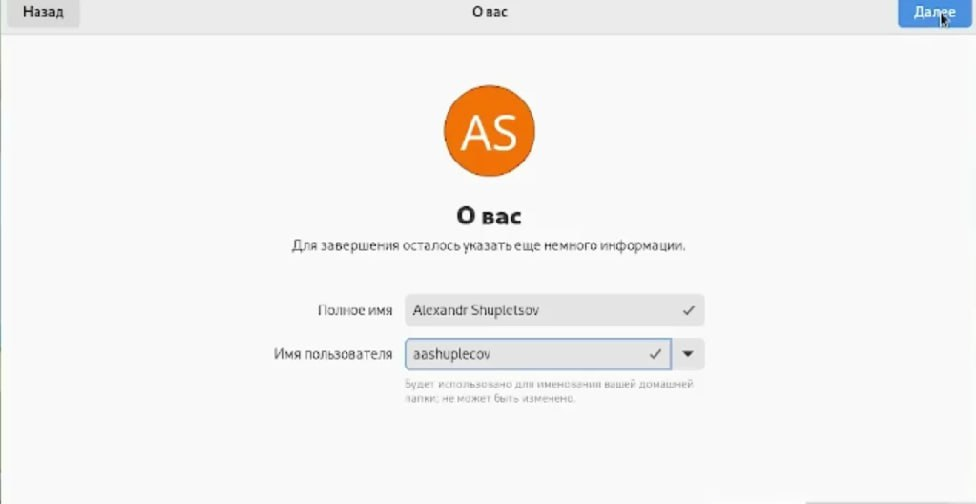 Назад
О вас
Далее
AS
О вас
Для завершения осталось указать еще немного информации.
Полное имя
Alexandr Shupletsov
Имя пользователя
aashuplecov
Будет использовано для именования вашей домашней
папки; не может быть изменено.